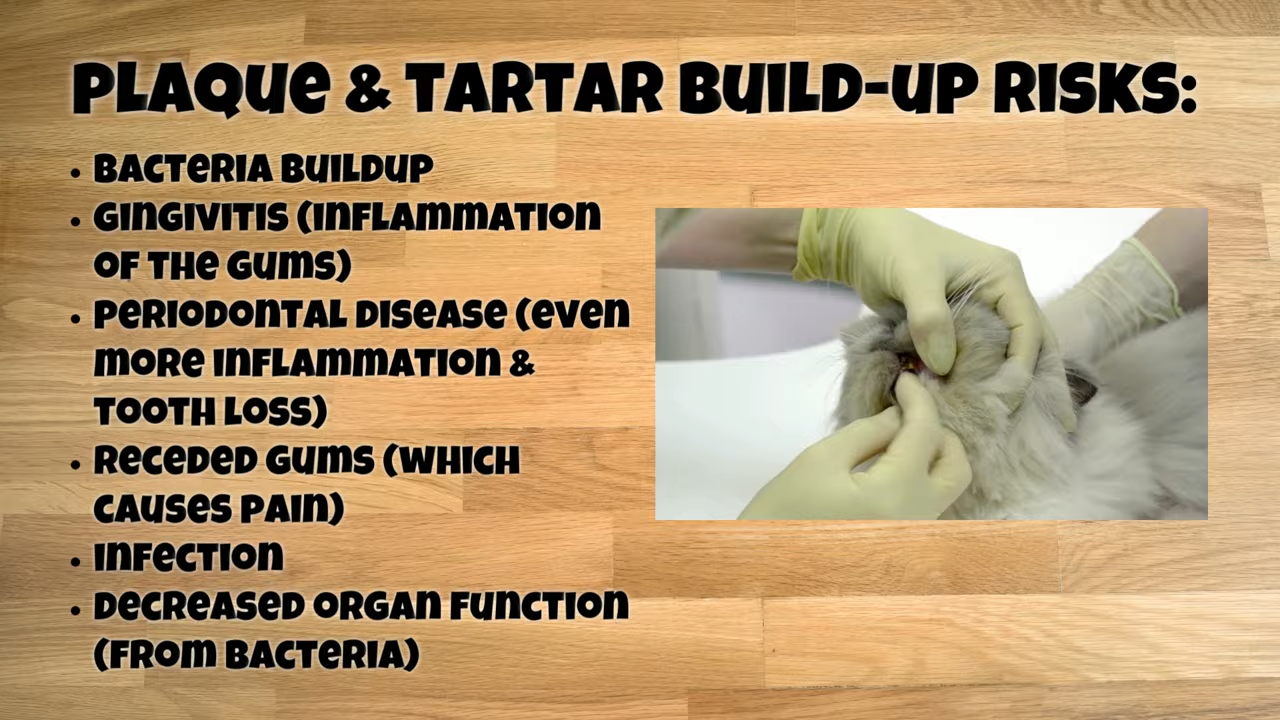 PLAQUE & TARTAR BUILD-UP RISKS:
• BACTERIA BUILDUP
• GINGIVITIS (INFLAMMATION
OF THE GUMS)
• PERIODONTAL DISEASE (EVEN
MORE INFLAMMATION &
TOOTH LOSS)
• RECEDED GUMS (WHICH
CAUSES PAIN)
• INFECTION
• DECREASED ORGAN FUNCTION
(FROM BACTERIA)